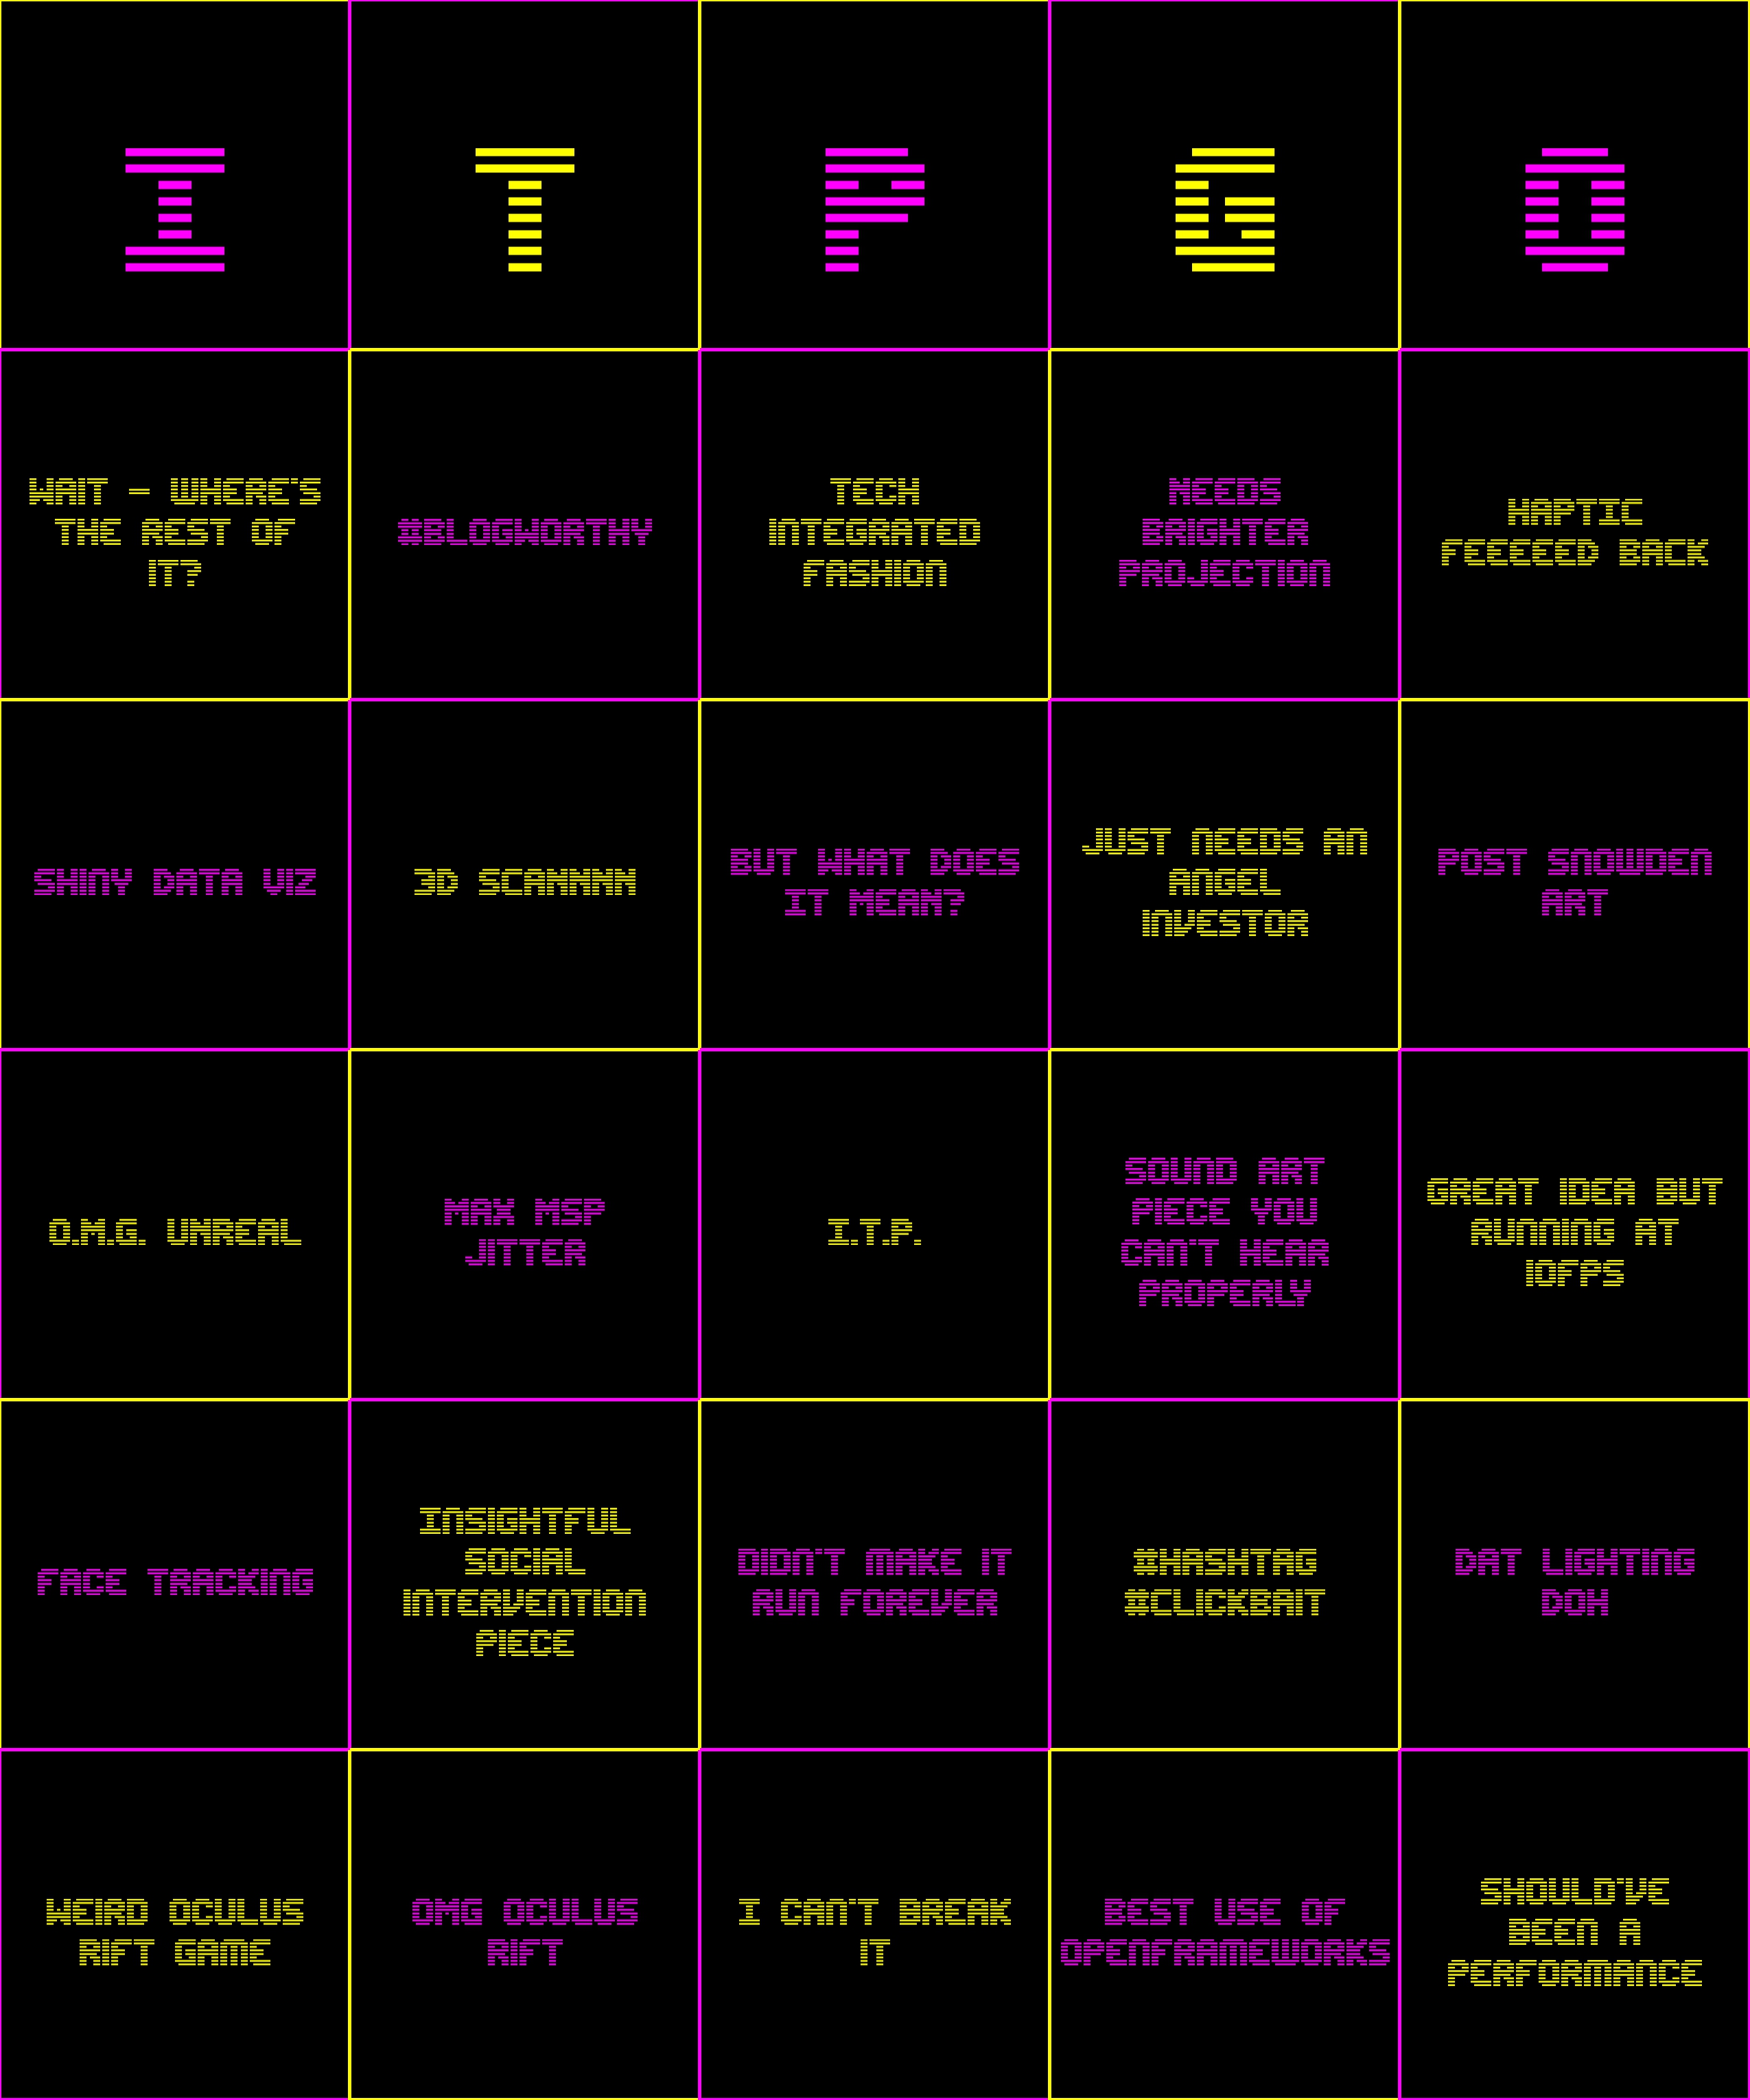 I T P G O
WAIT - WHERE'S
THE REST OF
IT?
#BLOGWORTHY
TECH
INTEGRATED
FASHION
NEEDS
BRIGHTER
PROJECTION
HAPTIC
FEEEEED BACK
SHINY DATA VIZ
3D SCANNNN
BUT WHAT DOES
IT MEAN?
JUST NEEDS AN
ANGEL
INVESTOR
POST SNOWDEN
ART
O.M.G. UNREAL
MAX MSP
JITTER
I.T.P.
SOUND ART
PIECE YOU
CAN'T HEAR
PROPERLY
GREAT IDEA BUT
RUNNING AT
10FPS
FACE TRACKING
INSIGHTFUL
SOCIAL
INTERVENTION
PIECE
DIDN'T MAKE IT
RUN FOREVER
#HASHTAG
#CLICKBAIT
DAT LIGHTING
DOH
WEIRD OCULUS
RIFT GAME
OMG OCULUS
RIFT
I CAN'T BREAK
IT
BEST USE OF
OPENFRAMEWORKS
SHOULD'VE
BEEN A
PERFORMANCE